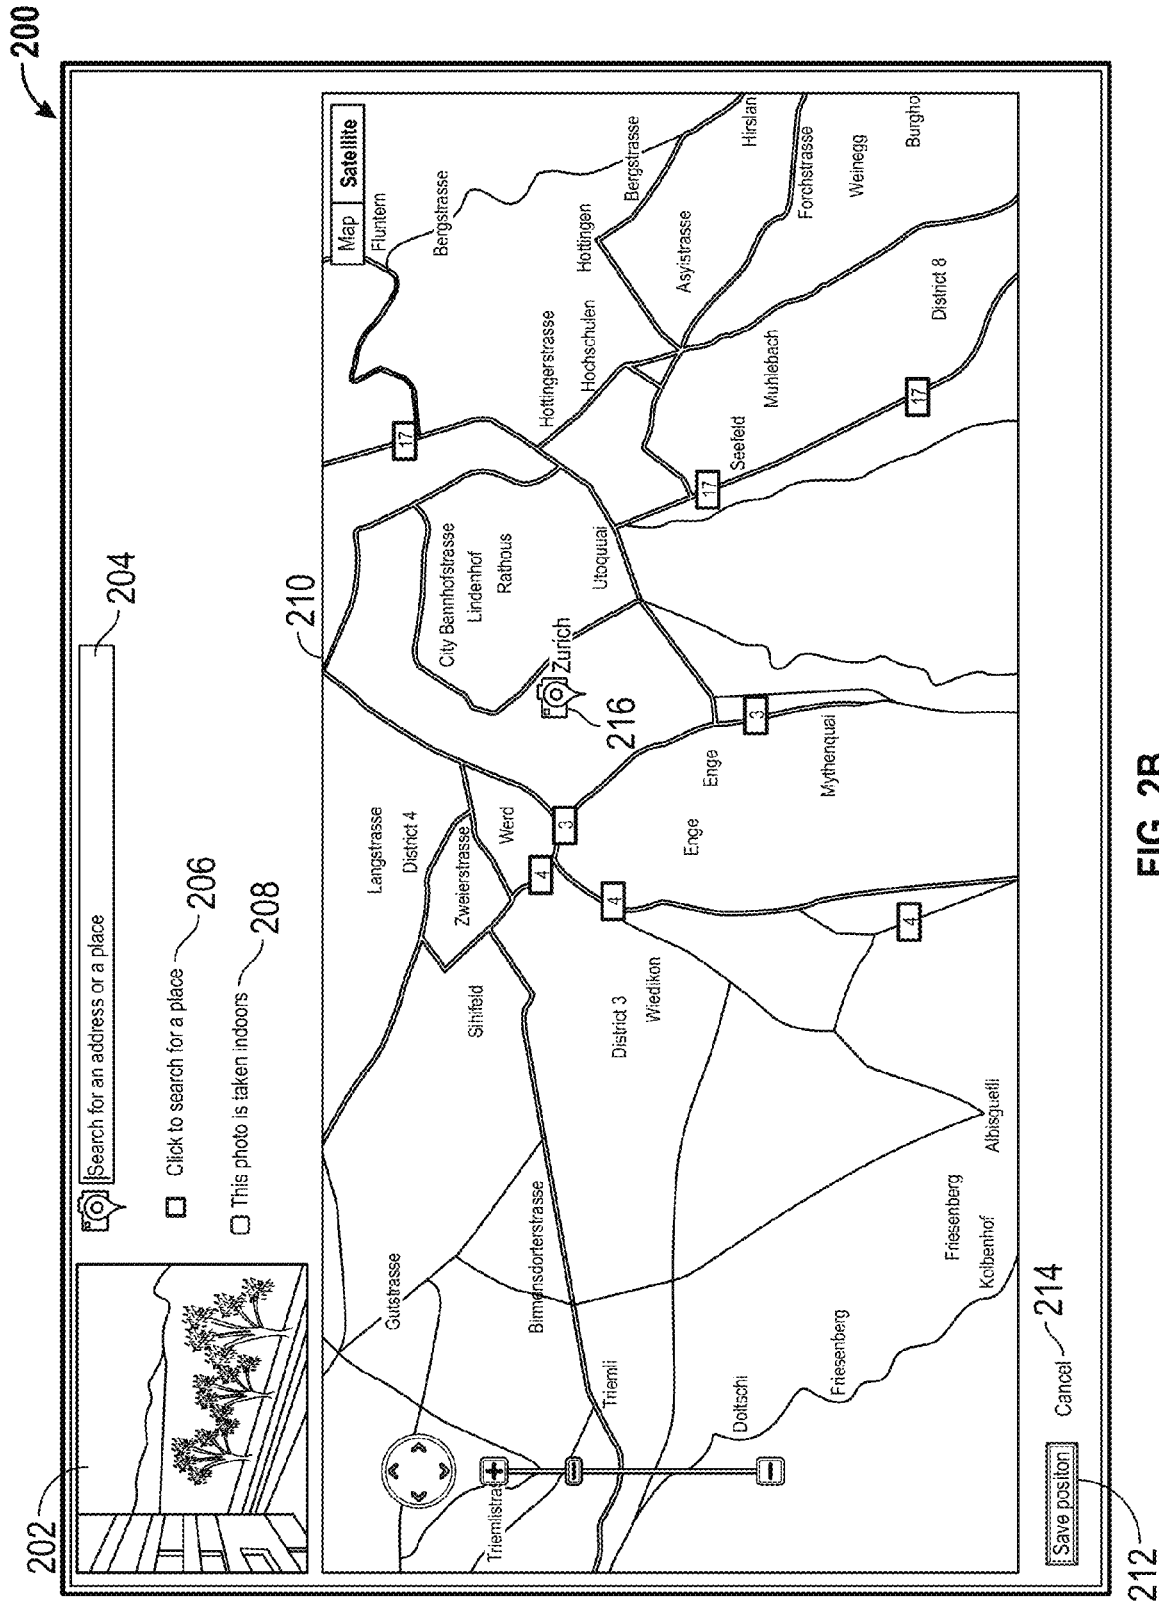 200
202
204
Search for an address or a place
Click to search for a place
206
This photo is taken indoors
208
210
Map
Satellite
Fluntern
Bergstrasse
17
City Bannhofstrasse
Lindenhof
Rathous
Hottingerstrasse
Hochschulen
Hottingen
Bergstrasse
Hirslan
Asylstrasse
Forchstrasse
Weinegg
Burgho
Muhlebach
District 8
Seefeld
17
17
Utoquuai
Zurich
216
Langstrasse
District 4
Zweierstrasse
Werd
3
4
4
3
4
Enge
Enge
Mythenquai
Sihlfeld
District 3
Wiedikon
Gutstrasse
Birmensdorterstrasse
Triemli
Triemlistras
Doltschi
Friesenberg
Friesenberg
Kolbenhof
Albisguetli
Save positon
212
Cancel
214
FIG. 2B